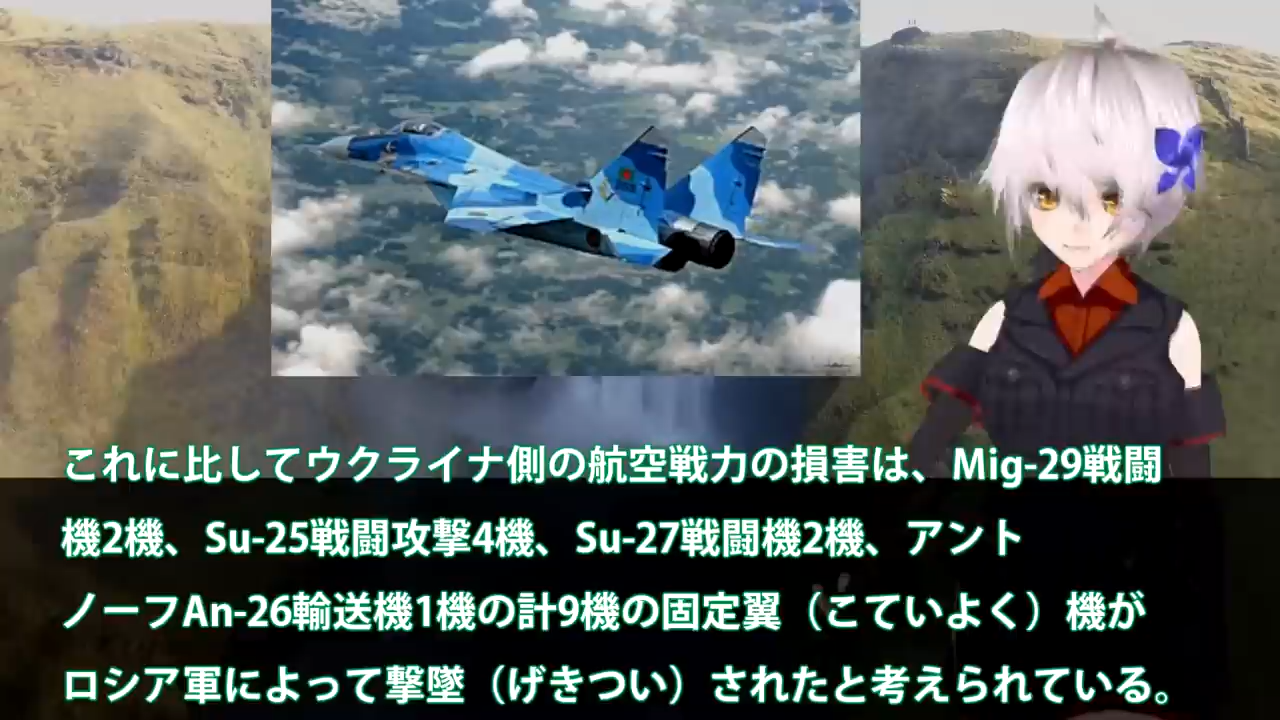 これに比してウクライナ側の航空戦力の損害は、Mig-29戦闘
機2機、Su-25戦闘攻撃4機、Su-27戦闘機2機、アント
ノーフAn-26輸送機1機の計9機の固定翼（こていよく）機が
ロシア軍によって撃墜（げきつい）されたと考えられている。